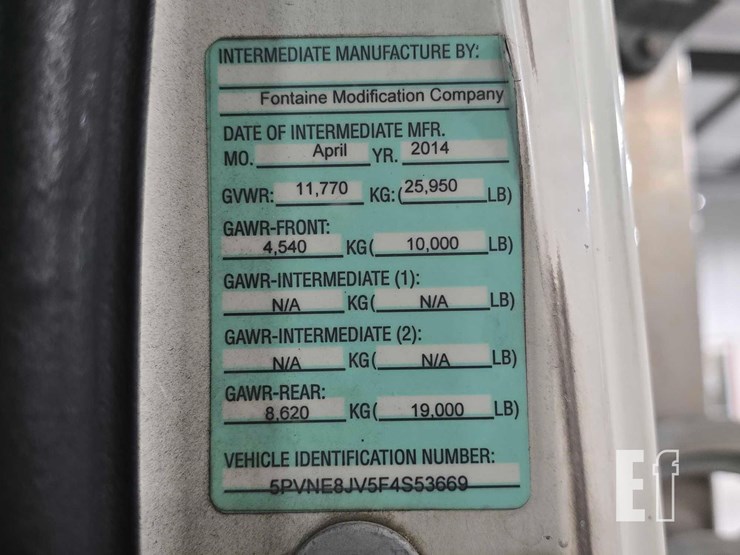 INTERMEDIATE MANUFACTURE BY:
Fontaine Modification Company
DATE OF INTERMEDIATE MFR.
MO. April YR. 2014
GVWR: 11,770 KG: (25,950 LB)
GAWR-FRONT:
4,540 KG( 10,000 LB)
GAWR-INTERMEDIATE (1):
N/A KG( N/A LB)
GAWR-INTERMEDIATE (2):
N/A KG( N/A LB)
GAWR-REAR:
8,620 KG( 19,000 LB)
VEHICLE IDENTIFICATION NUMBER:
5PVNE8JV5F4S53669
Ef